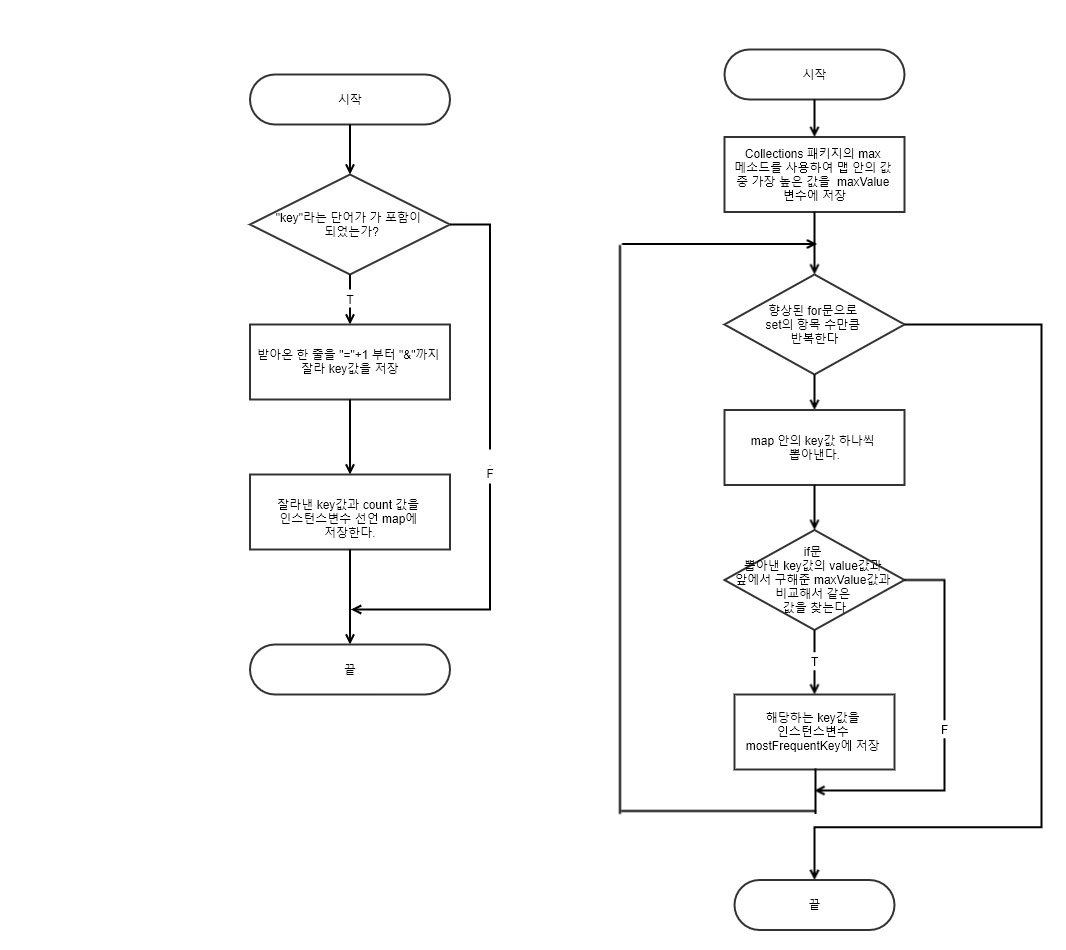 시작
"key"라는 단어가 가 포함이
되었는가?
T
받아온 한 줄을 "="+1 부터 "&"까지
잘라 key값을 저장
F
잘라낸 key값과 count 값을
인스턴스변수 선언 map에
저장한다.
끝
시작
Collections 패키지의 max
메소드를 사용하여 맵 안의 값
중 가장 높은 값을 maxValue
변수에 저장
향상된 for문으로
set의 항목 수만큼
반복한다
map 안의 key값 하나씩
뽑아낸다.
if문
뽑아낸 key값의 value값과
앞에서 구해준 maxValue값과
비교해서 같은
값을 찾는다
T
해당하는 key값을
인스턴스변수
mostFrequentKey에 저장
F
끝